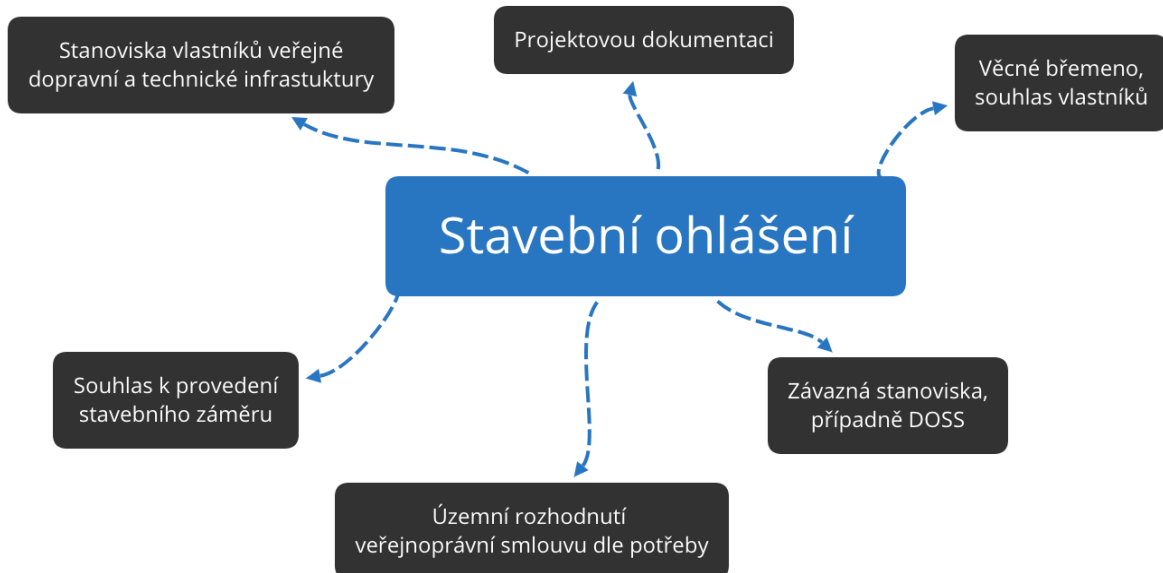 Stanoviska vlastníků veřejné
dopravní a technické infrastuktury
Projektovou dokumentaci
Věcné břemeno,
souhlas vlastníků
Stavební ohlášení
Souhlas k provedení
stavebního záměru
Závazná stanoviska,
případně DOSS
Územní rozhodnutí
veřejnoprávní smlouvu dle potřeby